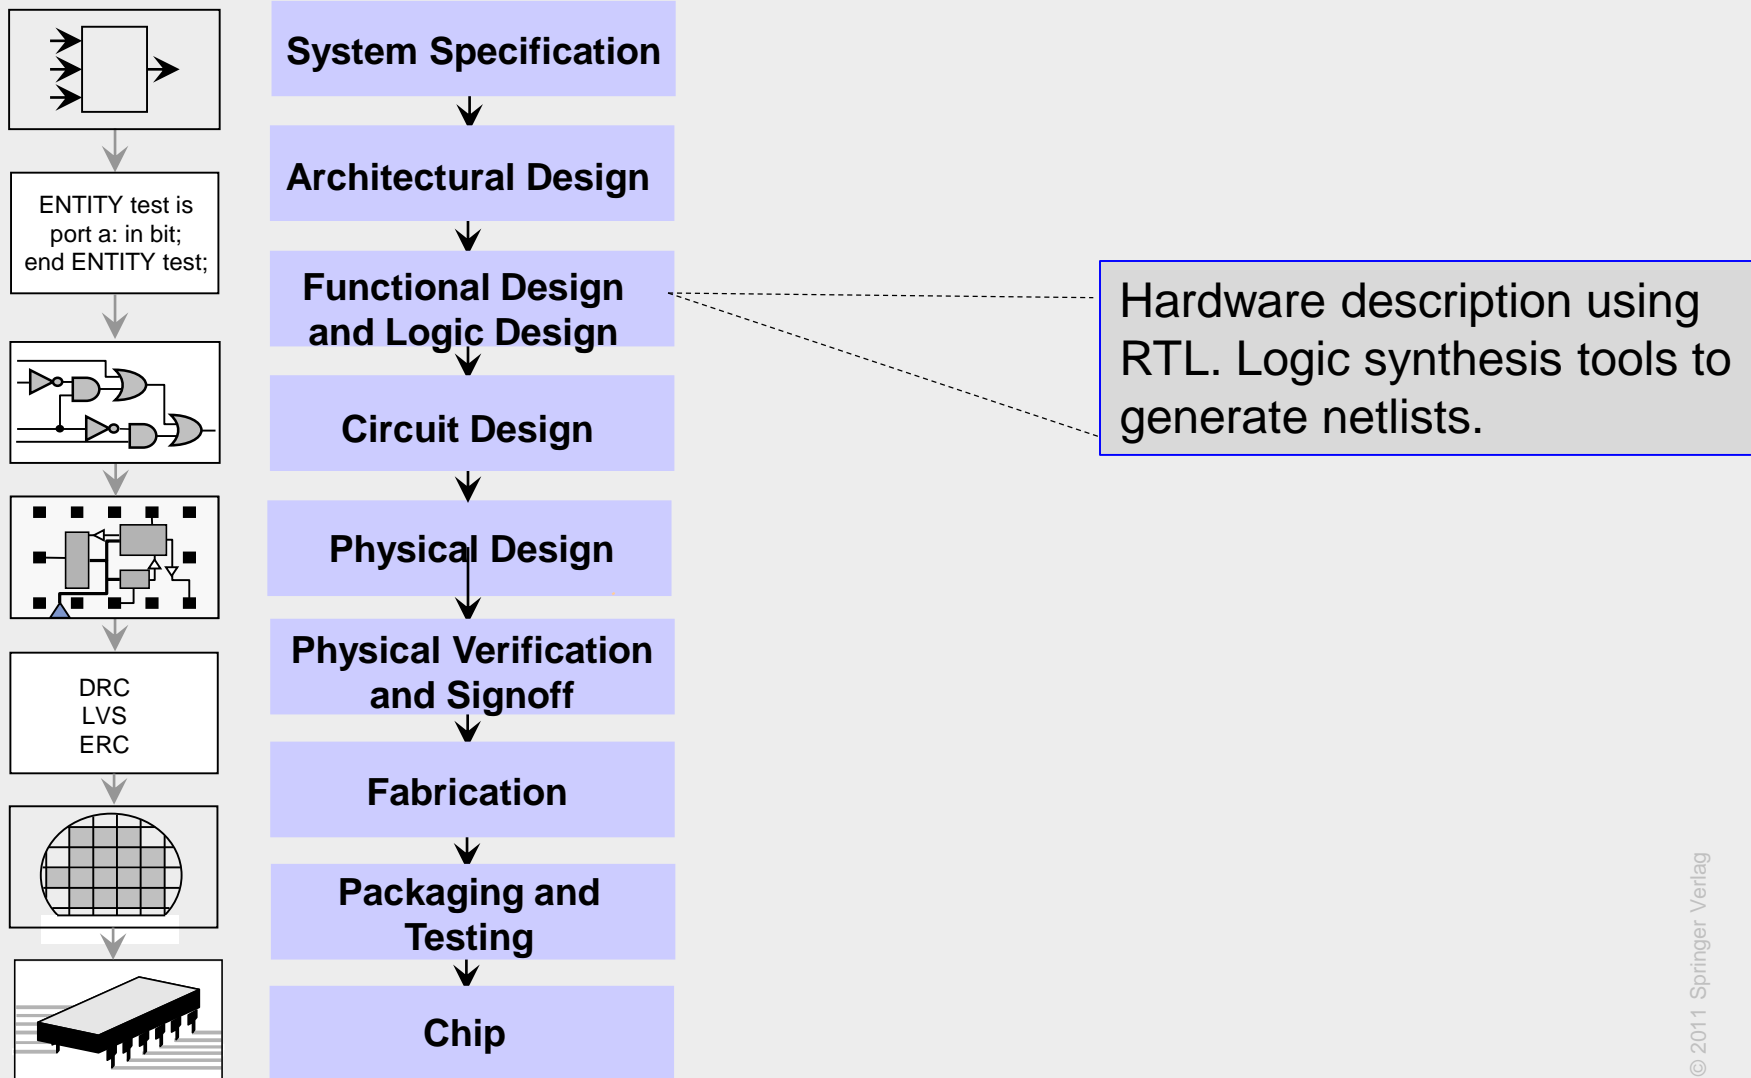 System Specification
Architectural Design
ENTITY test is
port a: in bit;
end ENTITY test;
Functional Design
and Logic Design
Hardware description using
RTL. Logic synthesis tools to
generate netlists.
Circuit Design
Physical Design
Physical Verification
and Signoff
DRC
LVS
ERC
Fabrication
Packaging and
Testing
Chip
© 2011 Springer Verlag